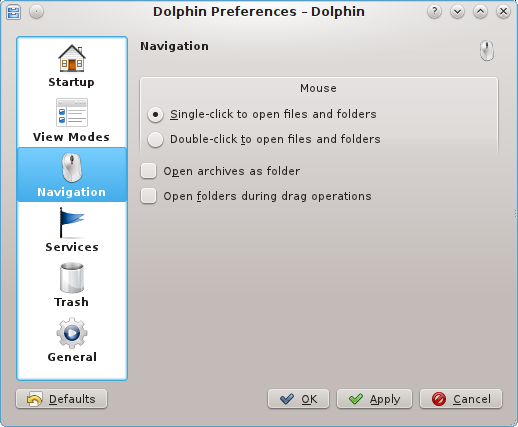 Dolphin Preferences – Dolphin
Startup
View Modes
Navigation
Services
Trash
General
Navigation
Mouse
Single-click to open files and folders
Double-click to open files and folders
Open archives as folder
Open folders during drag operations
Defaults
OK
Apply
Cancel